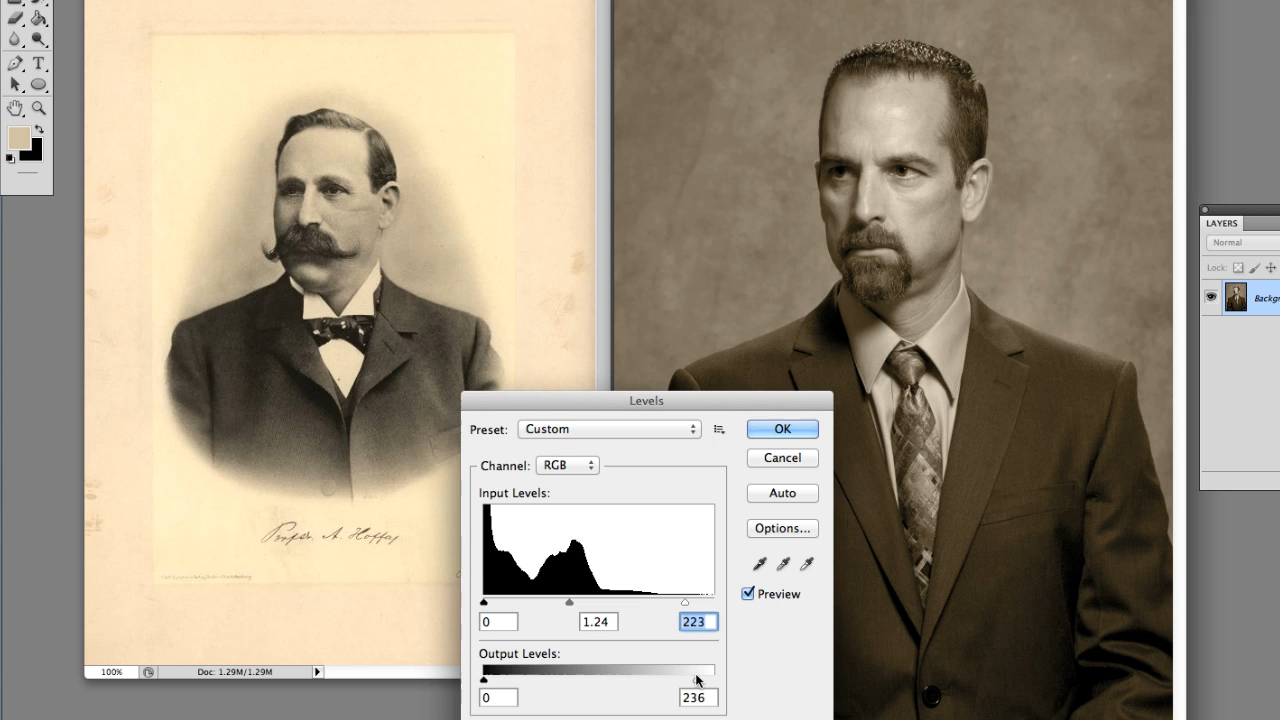 LAYERS
Normal
Lock:
Backgr
Levels
Preset: Custom
OK
Cancel
Channel: RGB
Auto
Input Levels:
Options...
Preview
0 1.24 223
Output Levels:
0 236
100% Doc: 1.29M/1.29M
T